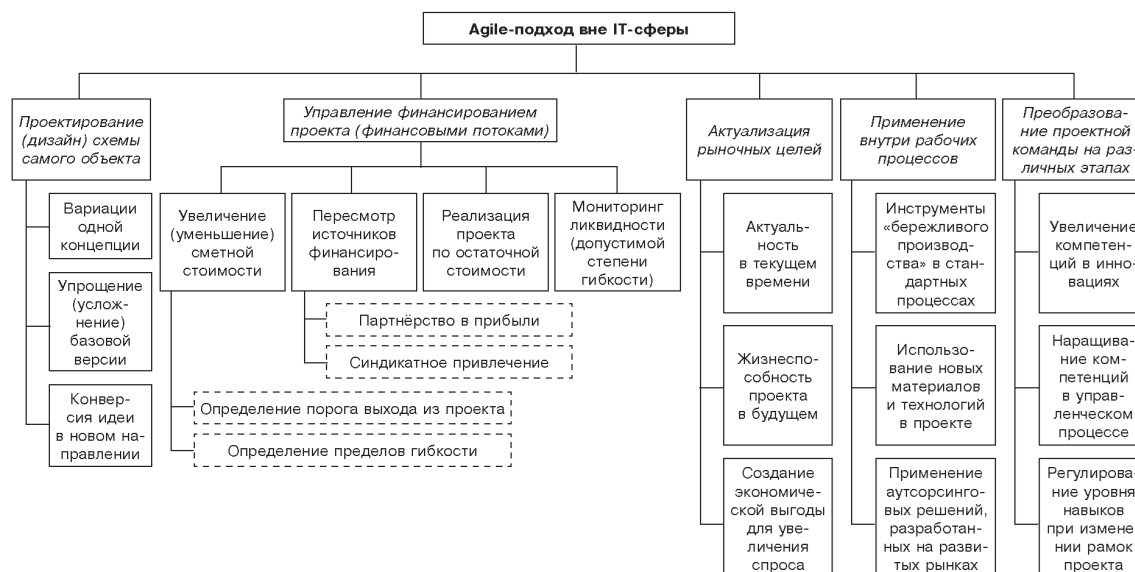 Agile-подход вне IT-сферы
Проектирование
(дизайн) схемы
самого объекта
Вариации
одной
концепции
Упрощение
(услож-
нение)
базовой
версии
Конвер-
сия идеи
в новом на-
правлении
Управление финансированием
проекта (финансовыми потоками)
Увеличение
(уменьшение)
сметной
стоимости
Пересмотр
источников
финансиро-
вания
Реализация
проекта
по остаточной
стоимости
Мониторинг
ликвидности
(допустимой
степени
гибкости)
Партнёрство в прибыли
Синдикатное привлечение
Определение порога выхода из проекта
Определение пределов гибкости
Актуализация
рыночных целей
Актуаль-
ность
в текущем
времени
Жизнеспо-
собность
проекта
в будущем
Создание
экономиче-
ской выгоды
для уве-
личения
спроса
Применение
внутри рабочих
процессов
Инструменты
«бережливого
производ-
ства» в стан-
дартных
процессах
Использо-
вание новых
материалов
и технологий
в проекте
Применение
аутсорсинго-
вых решений,
разработан-
ных на разви-
тых рынках
Преобразова-
ние проектной
команды на раз-
личных этапах
Увеличение
компетен-
ций в инно-
вациях
Наращива-
ние ком-
петенций
в управ-
ленческом
процессе
Регулирова-
ние уровня
навыков
при измене-
нии рамок
проекта